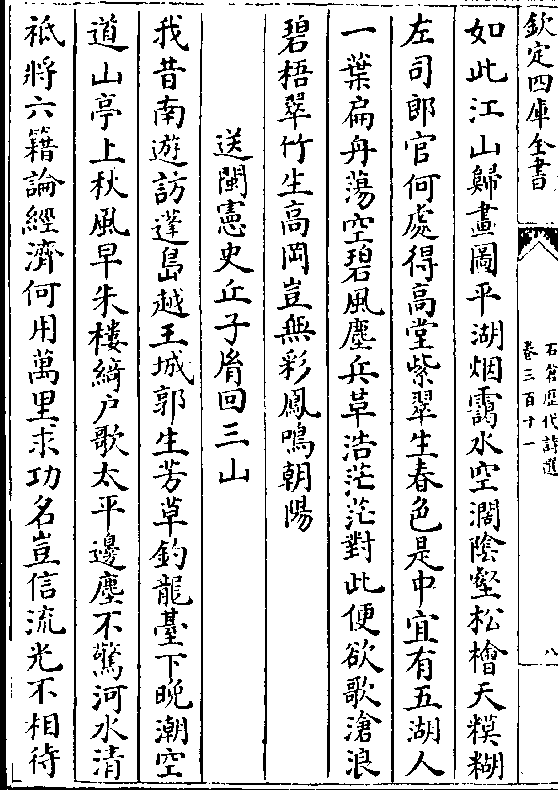 欽定四庫全書
石倉歷代詩選
卷三百十一
八
如此江山歸畫圖平湖烟靄水空濶陰壑松檜天糢糊
左司郎官何處得高堂紫翠生春色是中宜有五湖人
一葉扁舟蕩空碧風塵兵草浩茫茫對此便欲歌滄浪
碧梧翠竹生高岡豈無彩鳳鳴朝陽
送閩憲史丘子脩回三山
我昔南遊訪蓬島越王城郭生芳草釣龍臺下晚潮空
道山亭上秋風早朱樓綺户歌太平邊塵不驚河水清
祗將六籍論經濟何用萬里求功名豈信流光不相待